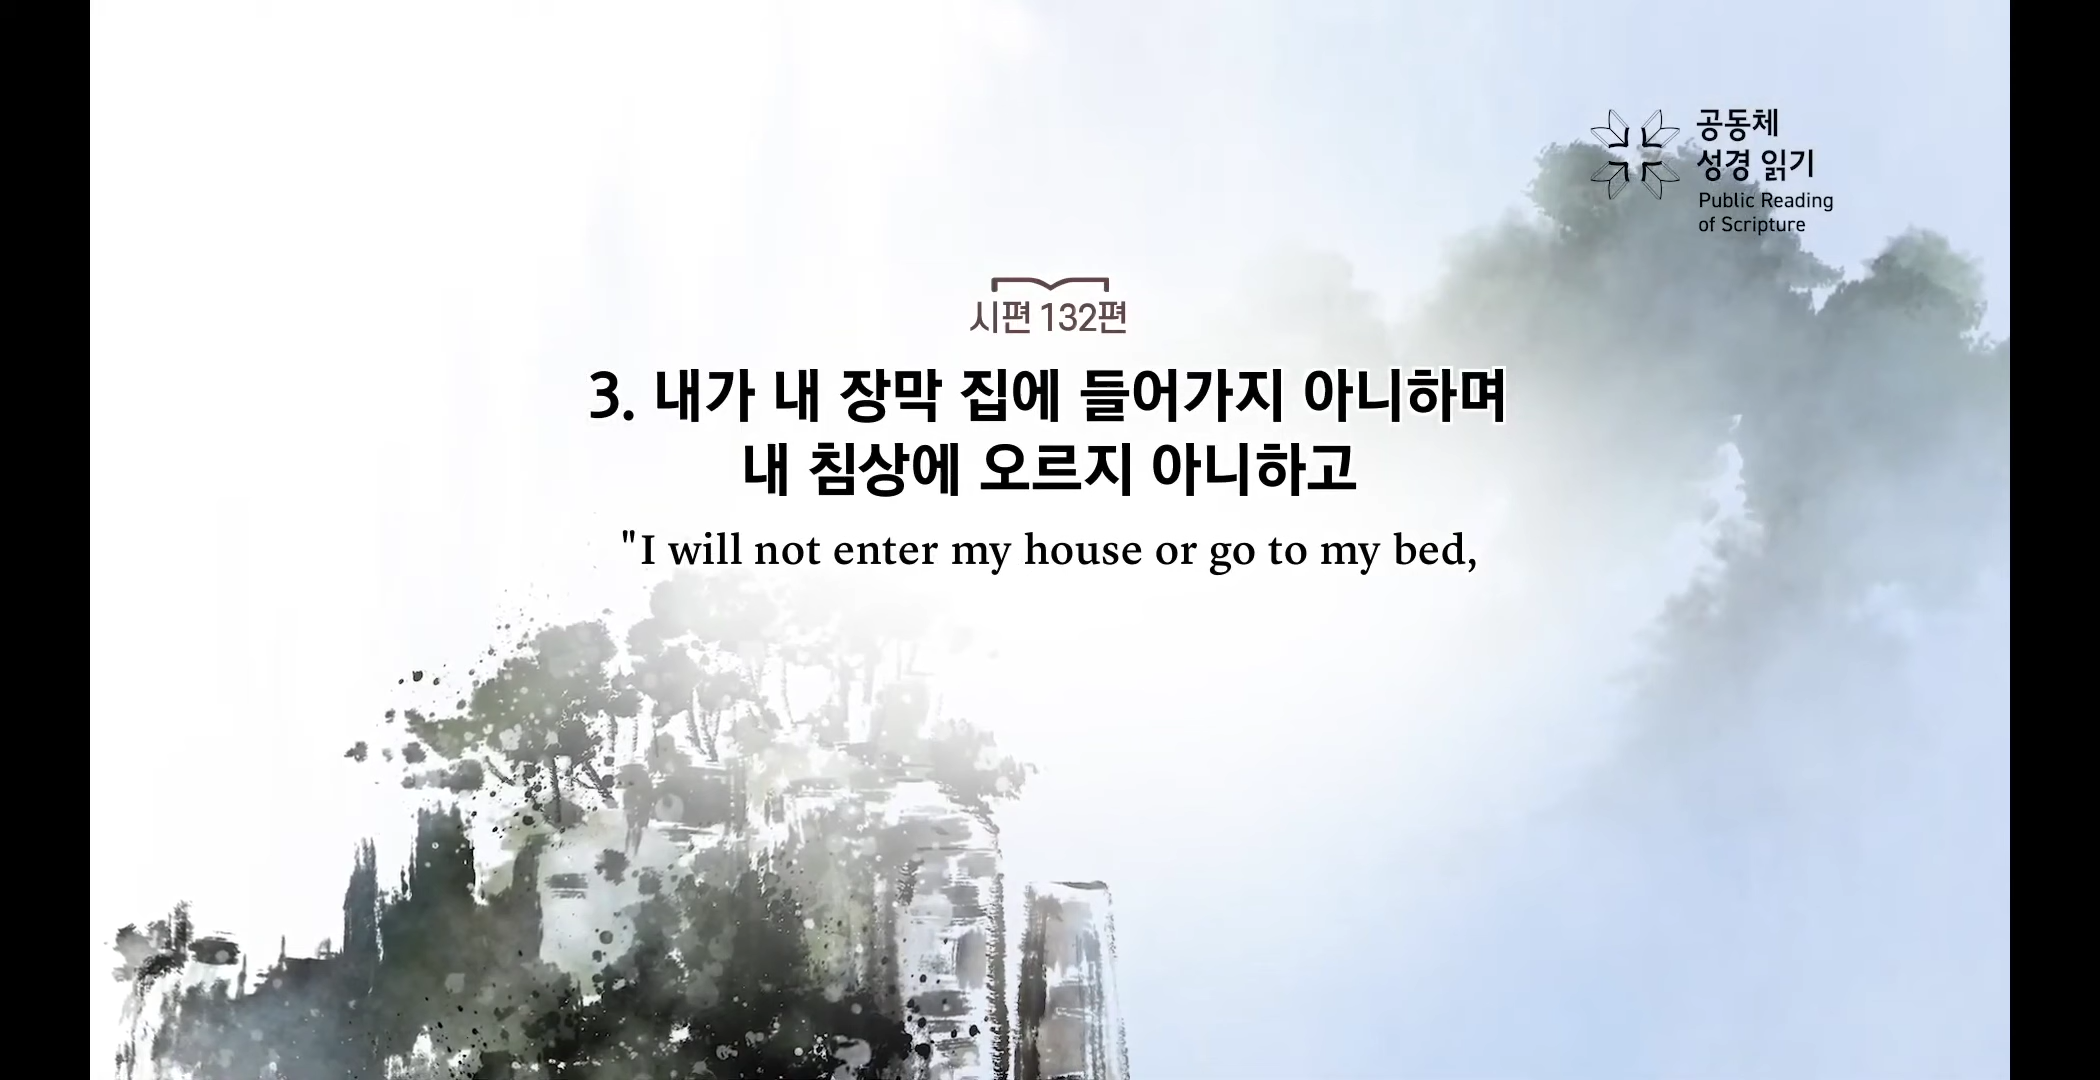 공동체
성경 읽기
Public Reading
of Scripture
시편 132편
3. 내가 내 장막 집에 들어가지 아니하며
내 침상에 오르지 아니하고
"I will not enter my house or go to my bed,